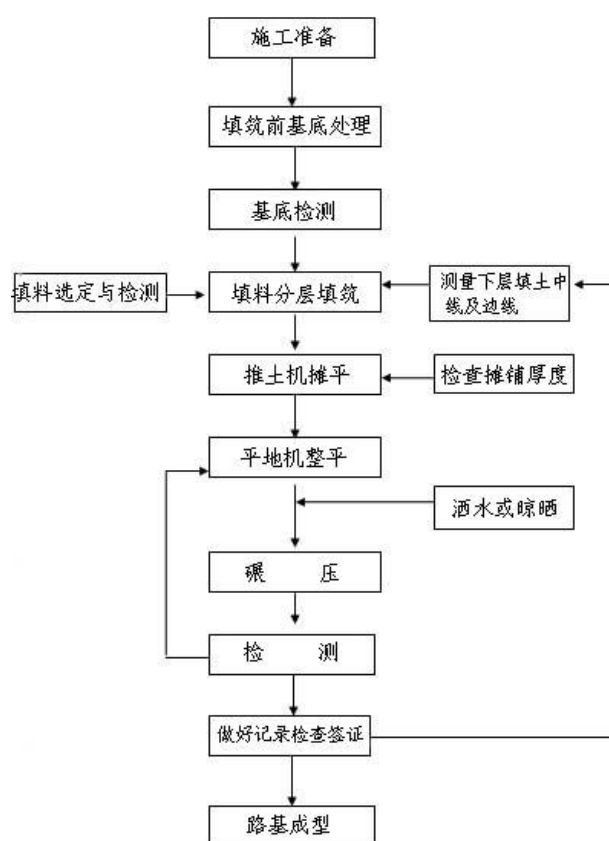 施工准备
填筑前基底处理
基底检测
填料选定与检测
填料分层填筑
测量下层填土中
线及边线
推土机摊平
检查摊铺厚度
平地机整平
洒水或晾晒
碾 压
检 测
做好记录检查签证
路基成型